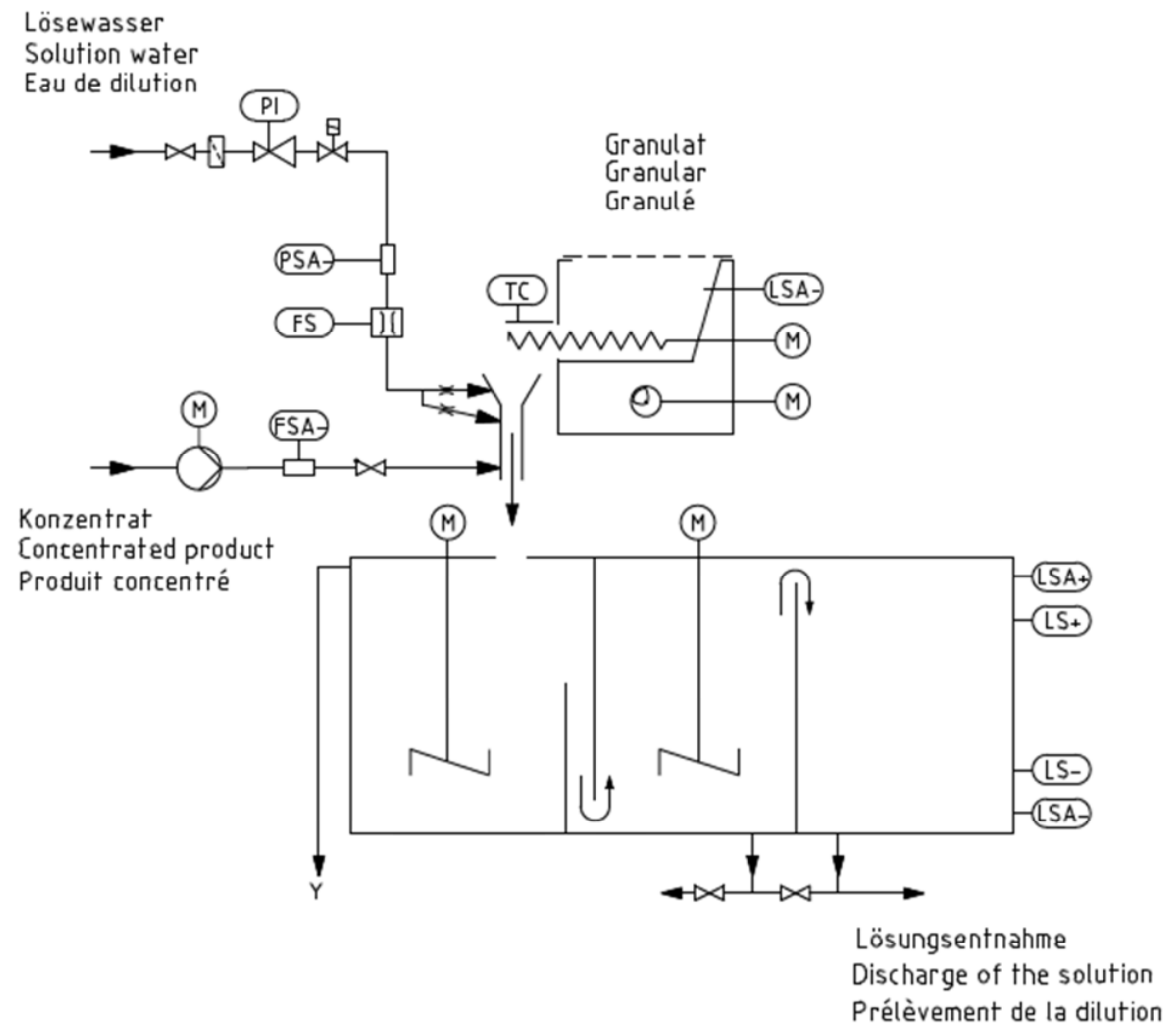 Lösewasser
Solution water
Eau de dilution
PI
Granulat
Granular
Granulé
PSA-
TC
LSA-
FS
M
M
M
FSA-
Konzentrat
Concentrated product
Produit concentré
M
M
LSA+
LS+
LS-
LSA-
Y
Lösungsentnahme
Discharge of the solution
Prélèvement de la dilution